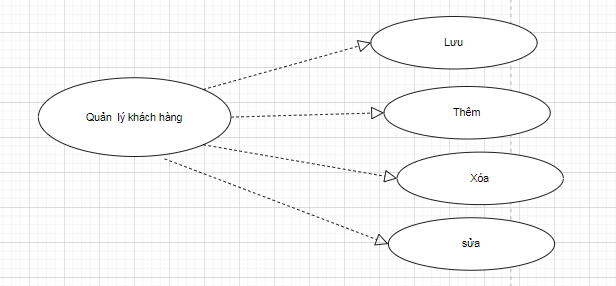 Lưu
Quản lý khách hàng
Thêm
Xóa
sửa